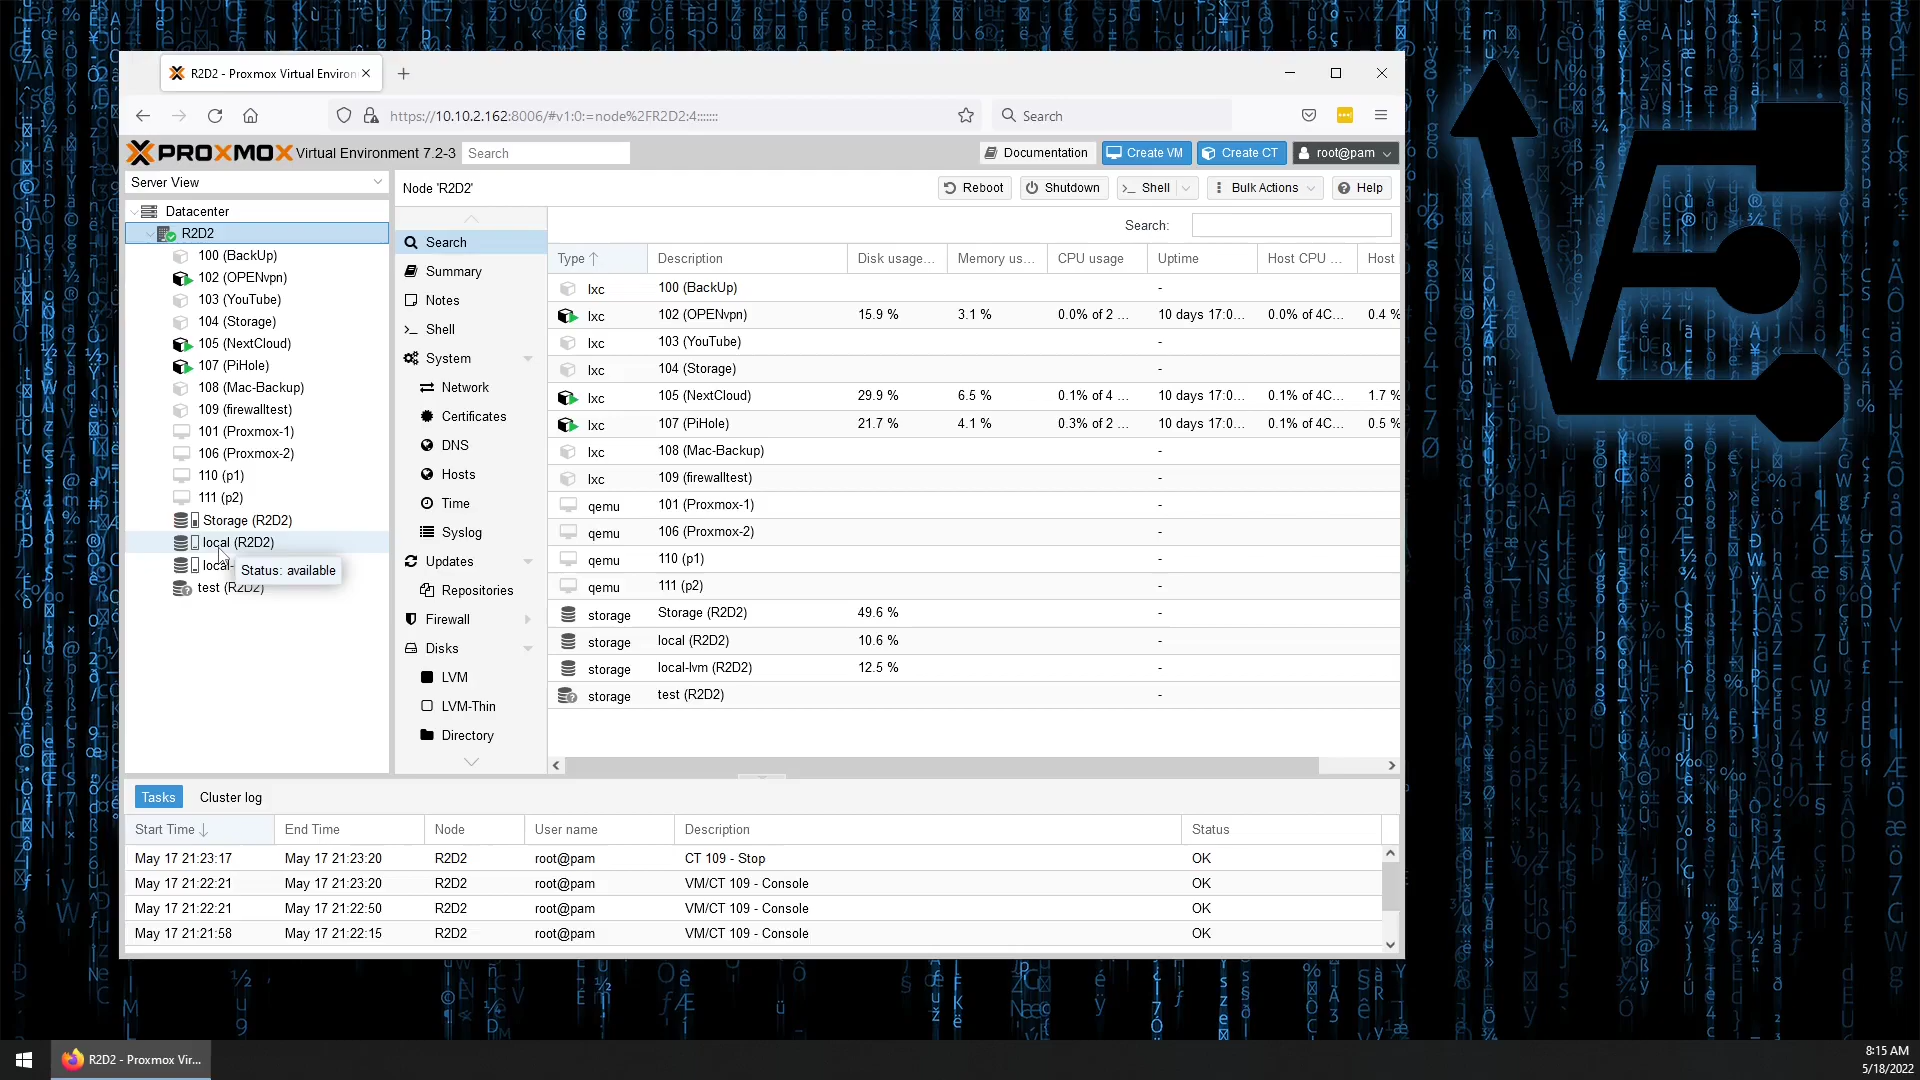 R2D2 - Proxmox Virtual Environ
https://10.10.2.162:8006/#v1:0:=node%2FR2D2:4:::::::
Search
PROXMOX Virtual Environment 7.2-3
Search
Documentation
Create VM
Create CT
root@pam
Server View
Node 'R2D2'
Reboot
Shutdown
Shell
Bulk Actions
Help
Datacenter
R2D2
100 (BackUp)
102 (OPENvpn)
103 (YouTube)
104 (Storage)
105 (NextCloud)
107 (PiHole)
108 (Mac-Backup)
109 (firewalltest)
101 (Proxmox-1)
106 (Proxmox-2)
110 (p1)
111 (p2)
Storage (R2D2)
local (R2D2)
local-
Status: available
test (R2D2)
Search
Summary
Notes
Shell
System
Network
Certificates
DNS
Hosts
Time
Syslog
Updates
Repositories
Firewall
Disks
LVM
LVM-Thin
Directory
Search:
Type Description Disk usage... Memory us... CPU usage Uptime Host CPU ... Host
lxc 100 (BackUp) -
lxc 102 (OPENvpn) 15.9 % 3.1 % 0.0% of 2 ... 10 days 17:0... 0.0% of 4C... 0.4 %
lxc 103 (YouTube) -
lxc 104 (Storage) -
lxc 105 (NextCloud) 29.9 % 6.5 % 0.1% of 4 ... 10 days 17:0... 0.1% of 4C... 1.7 %
lxc 107 (PiHole) 21.7 % 4.1 % 0.3% of 2 ... 10 days 17:0... 0.1% of 4C... 0.5 %
lxc 108 (Mac-Backup) -
lxc 109 (firewalltest) -
qemu 101 (Proxmox-1) -
qemu 106 (Proxmox-2) -
qemu 110 (p1) -
qemu 111 (p2) -
storage Storage (R2D2) 49.6 % -
storage local (R2D2) 10.6 % -
storage local-lvm (R2D2) 12.5 % -
storage test (R2D2) -
Tasks
Cluster log
Start Time End Time Node User name Description Status
May 17 21:23:17 May 17 21:23:20 R2D2 root@pam CT 109 - Stop OK
May 17 21:22:21 May 17 21:23:20 R2D2 root@pam VM/CT 109 - Console OK
May 17 21:22:21 May 17 21:22:50 R2D2 root@pam VM/CT 109 - Console OK
May 17 21:21:58 May 17 21:22:15 R2D2 root@pam VM/CT 109 - Console OK
R2D2 - Proxmox Vir...
8:15 AM
5/18/2022